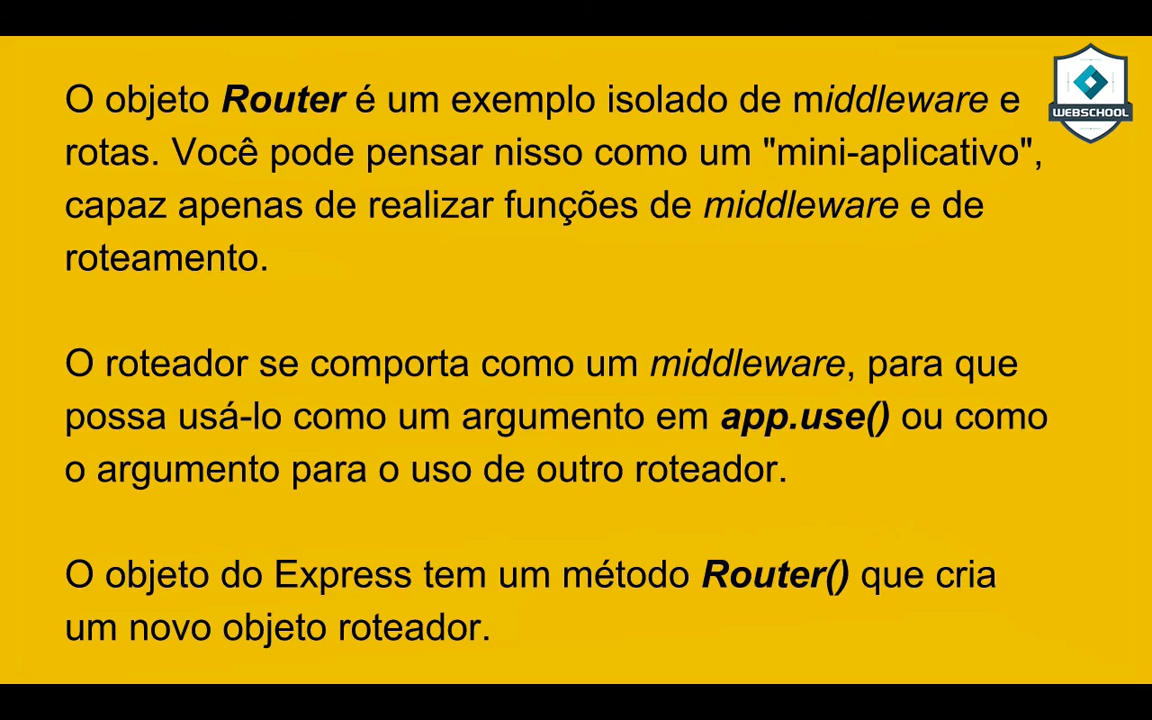 O objeto Router é um exemplo isolado de middleware e
rotas. Você pode pensar nisso como um "mini-aplicativo",
capaz apenas de realizar funções de middleware e de
roteamento.
O roteador se comporta como um middleware, para que
possa usá-lo como um argumento em app.use() ou como
o argumento para o uso de outro roteador.
O objeto do Express tem um método Router() que cria
um novo objeto roteador.
WEBSCHOOL